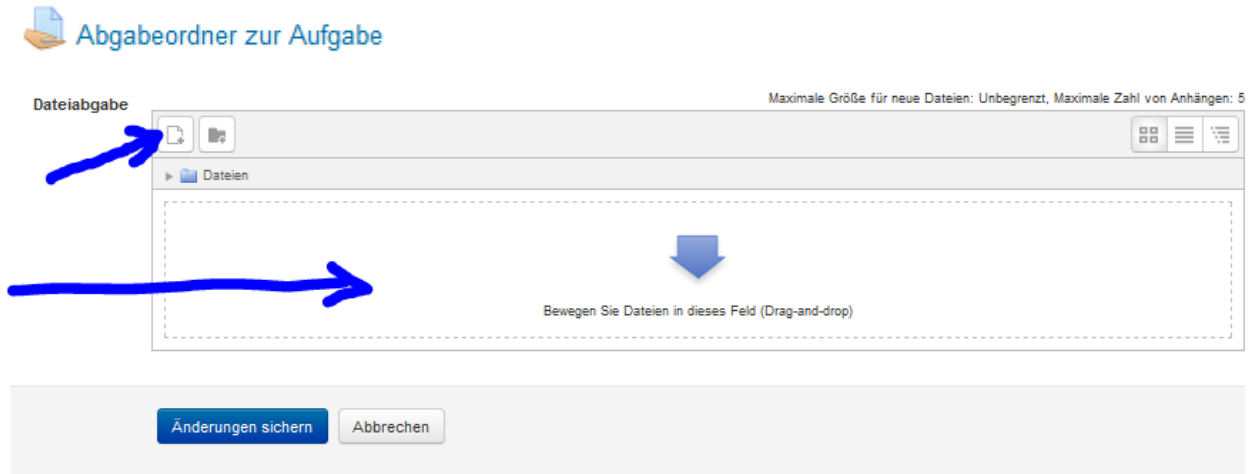 Abgabeordner zur Aufgabe
Maximale Größe für neue Dateien: Unbegrenzt, Maximale Zahl von Anhängen: 5
Dateiabgabe
Dateien
Bewegen Sie Dateien in dieses Feld (Drag-and-drop)
Änderungen sichern Abbrechen